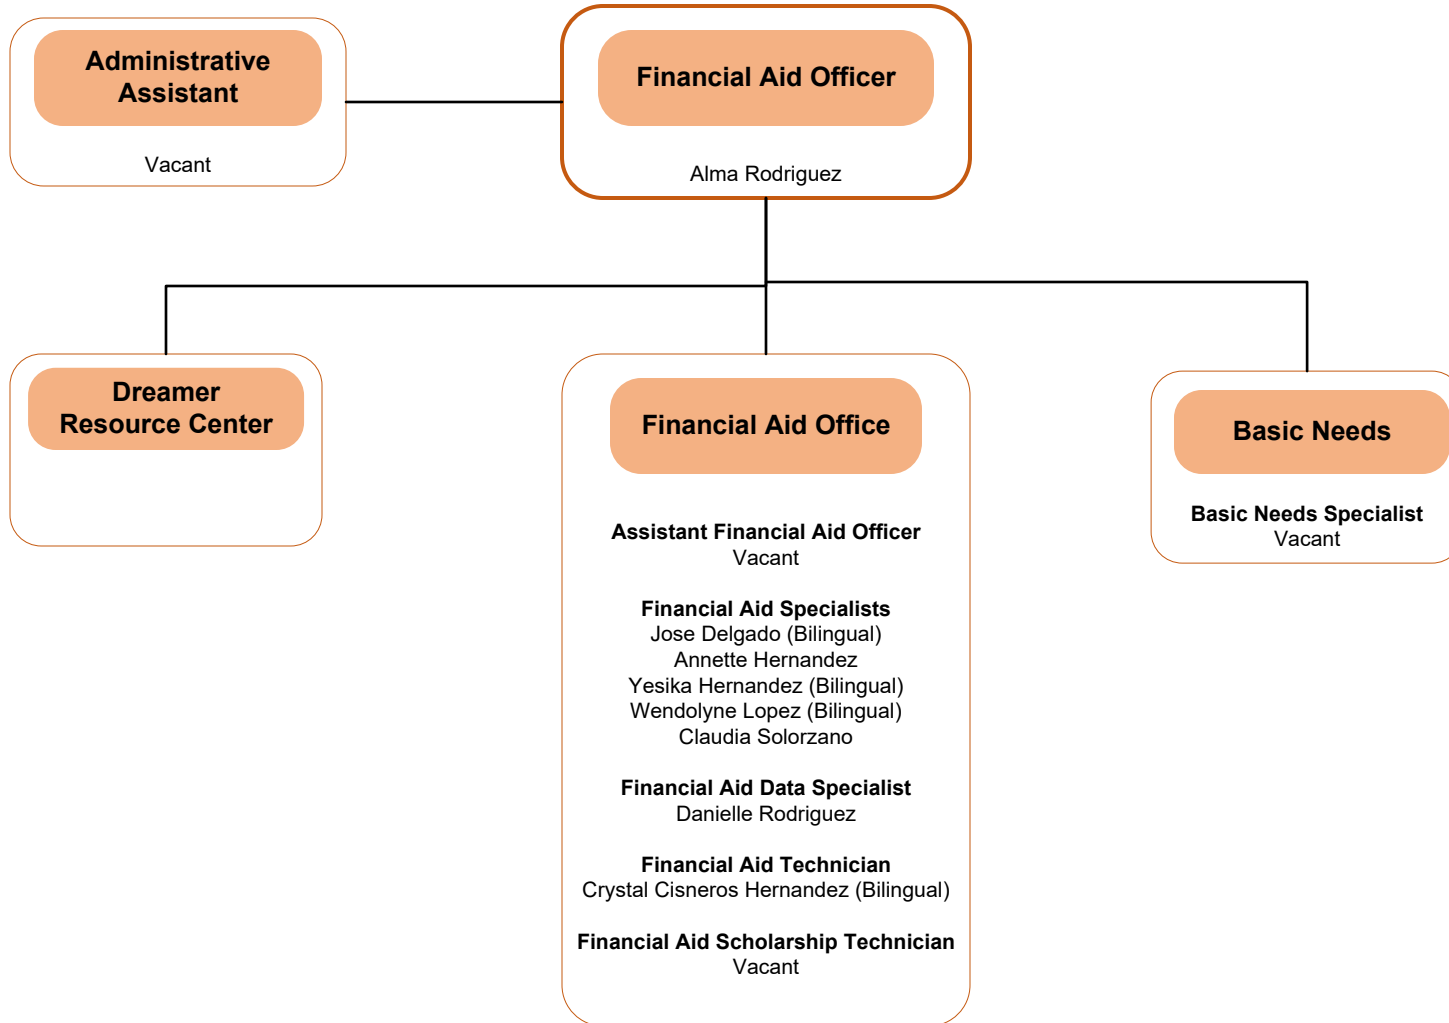 Administrative
Assistant
Vacant
Financial Aid Officer
Alma Rodriguez
Dreamer
Resource Center
Financial Aid Office
Assistant Financial Aid Officer
Vacant
Financial Aid Specialists
Jose Delgado (Bilingual)
Annette Hernandez
Yesika Hernandez (Bilingual)
Wendolyne Lopez (Bilingual)
Claudia Solorzano
Financial Aid Data Specialist
Danielle Rodriguez
Financial Aid Technician
Crystal Cisneros Hernandez (Bilingual)
Financial Aid Scholarship Technician
Vacant
Basic Needs
Basic Needs Specialist
Vacant